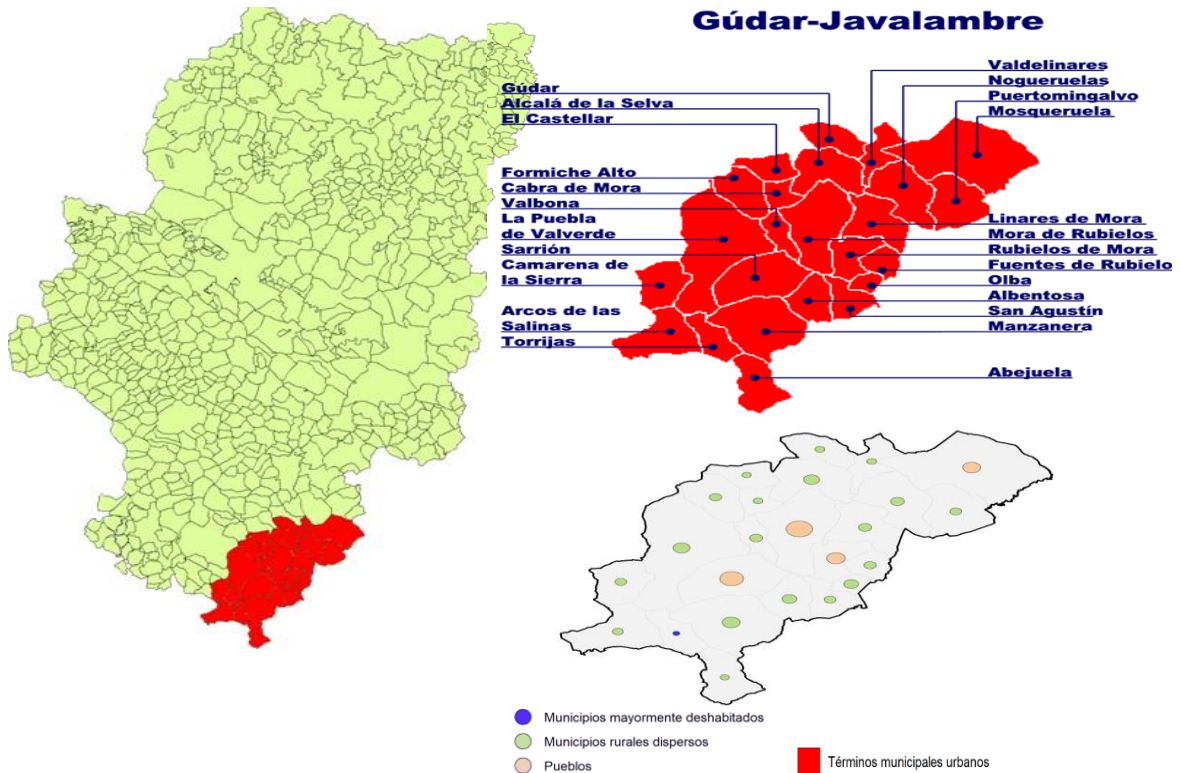 Gúdar-Javalambre
Gúdar
Alcalá de la Selva
El Castellar
Formiche Alto
Cabra de Mora
Valbona
La Puebla
de Valverde
Sarrión
Camarena de
la Sierra
Arcos de las
Salinas
Torrijas
Valdelinares
Nogueruelas
Puertomingalvo
Mosqueruela
Linares de Mora
Mora de Rubielos
Rubielos de Mora
Fuentes de Rubielo
Olba
Albentosa
San Agustín
Manzanera
Abejuela
Municipios mayormente deshabitados
Municipios rurales dispersos
Pueblos
Términos municipales urbanos